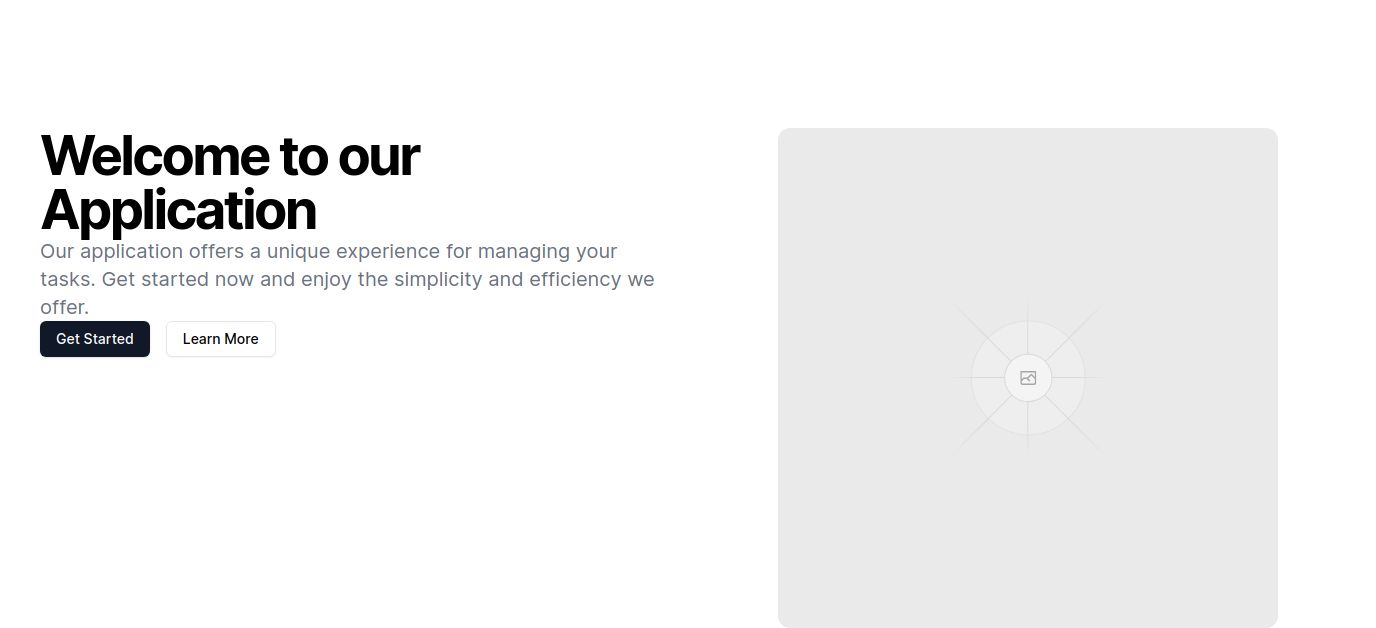 Welcome to our
Application
Our application offers a unique experience for managing your
tasks. Get started now and enjoy the simplicity and efficiency we
offer.
Get Started
Learn More